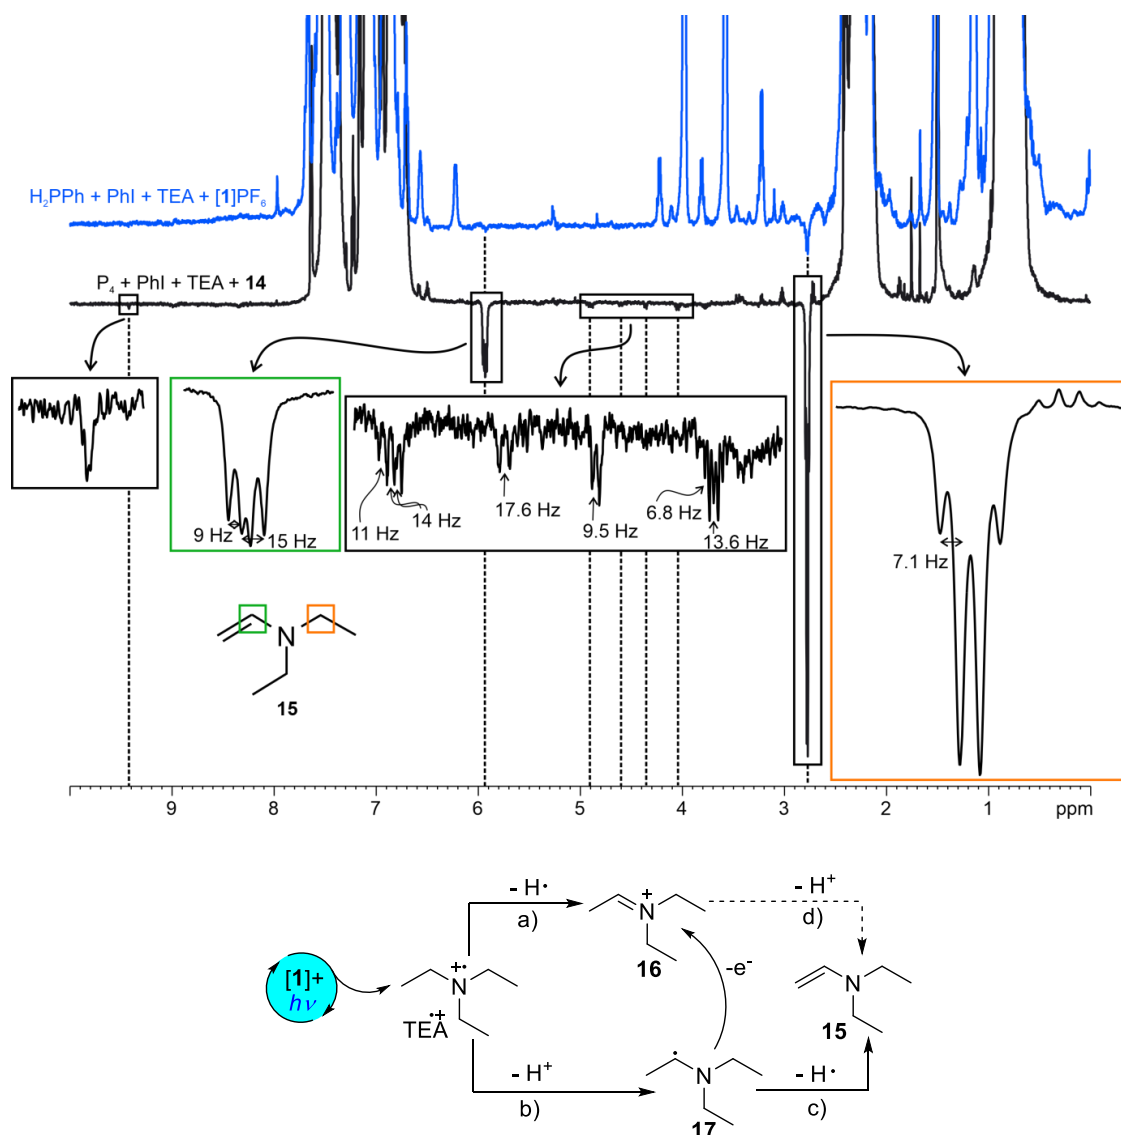 H₂PPh + PhI + TEA + [1]PF₆
P₄ + PhI + TEA + 14
9 Hz
15 Hz
11 Hz
14 Hz
17.6 Hz
9.5 Hz
6.8 Hz
13.6 Hz
7.1 Hz
N
15
9 8 7 6 5 4 3 2 1 ppm
- H•
a)
+
N
16
- H⁺
d)
[1]+
hν
+•
N
•+
TEA
-e⁻
N
15
- H⁺
b)
•
N
17
- H•
c)